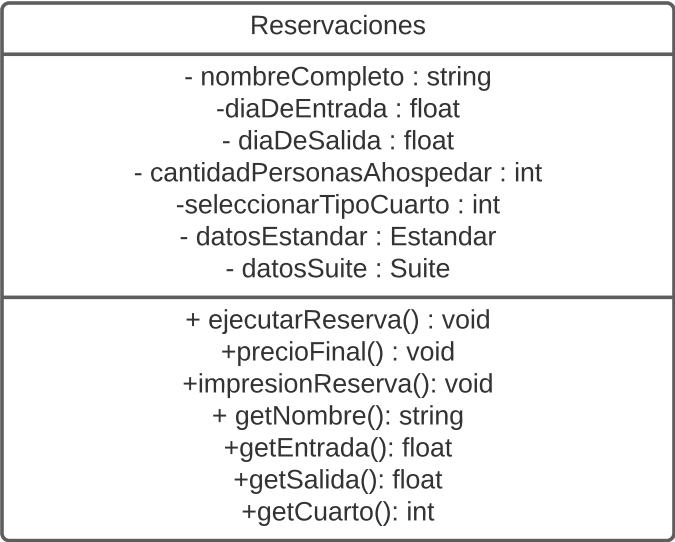 Reservaciones
- nombreCompleto : string
-diaDeEntrada : float
- diaDeSalida : float
- cantidadPersonasAhospedar : int
-seleccionarTipoCuarto : int
- datosEstandar : Estandar
- datosSuite : Suite
+ ejecutarReserva() : void
+precioFinal() : void
+impresionReserva(): void
+ getNombre(): string
+getEntrada(): float
+getSalida(): float
+getCuarto(): int